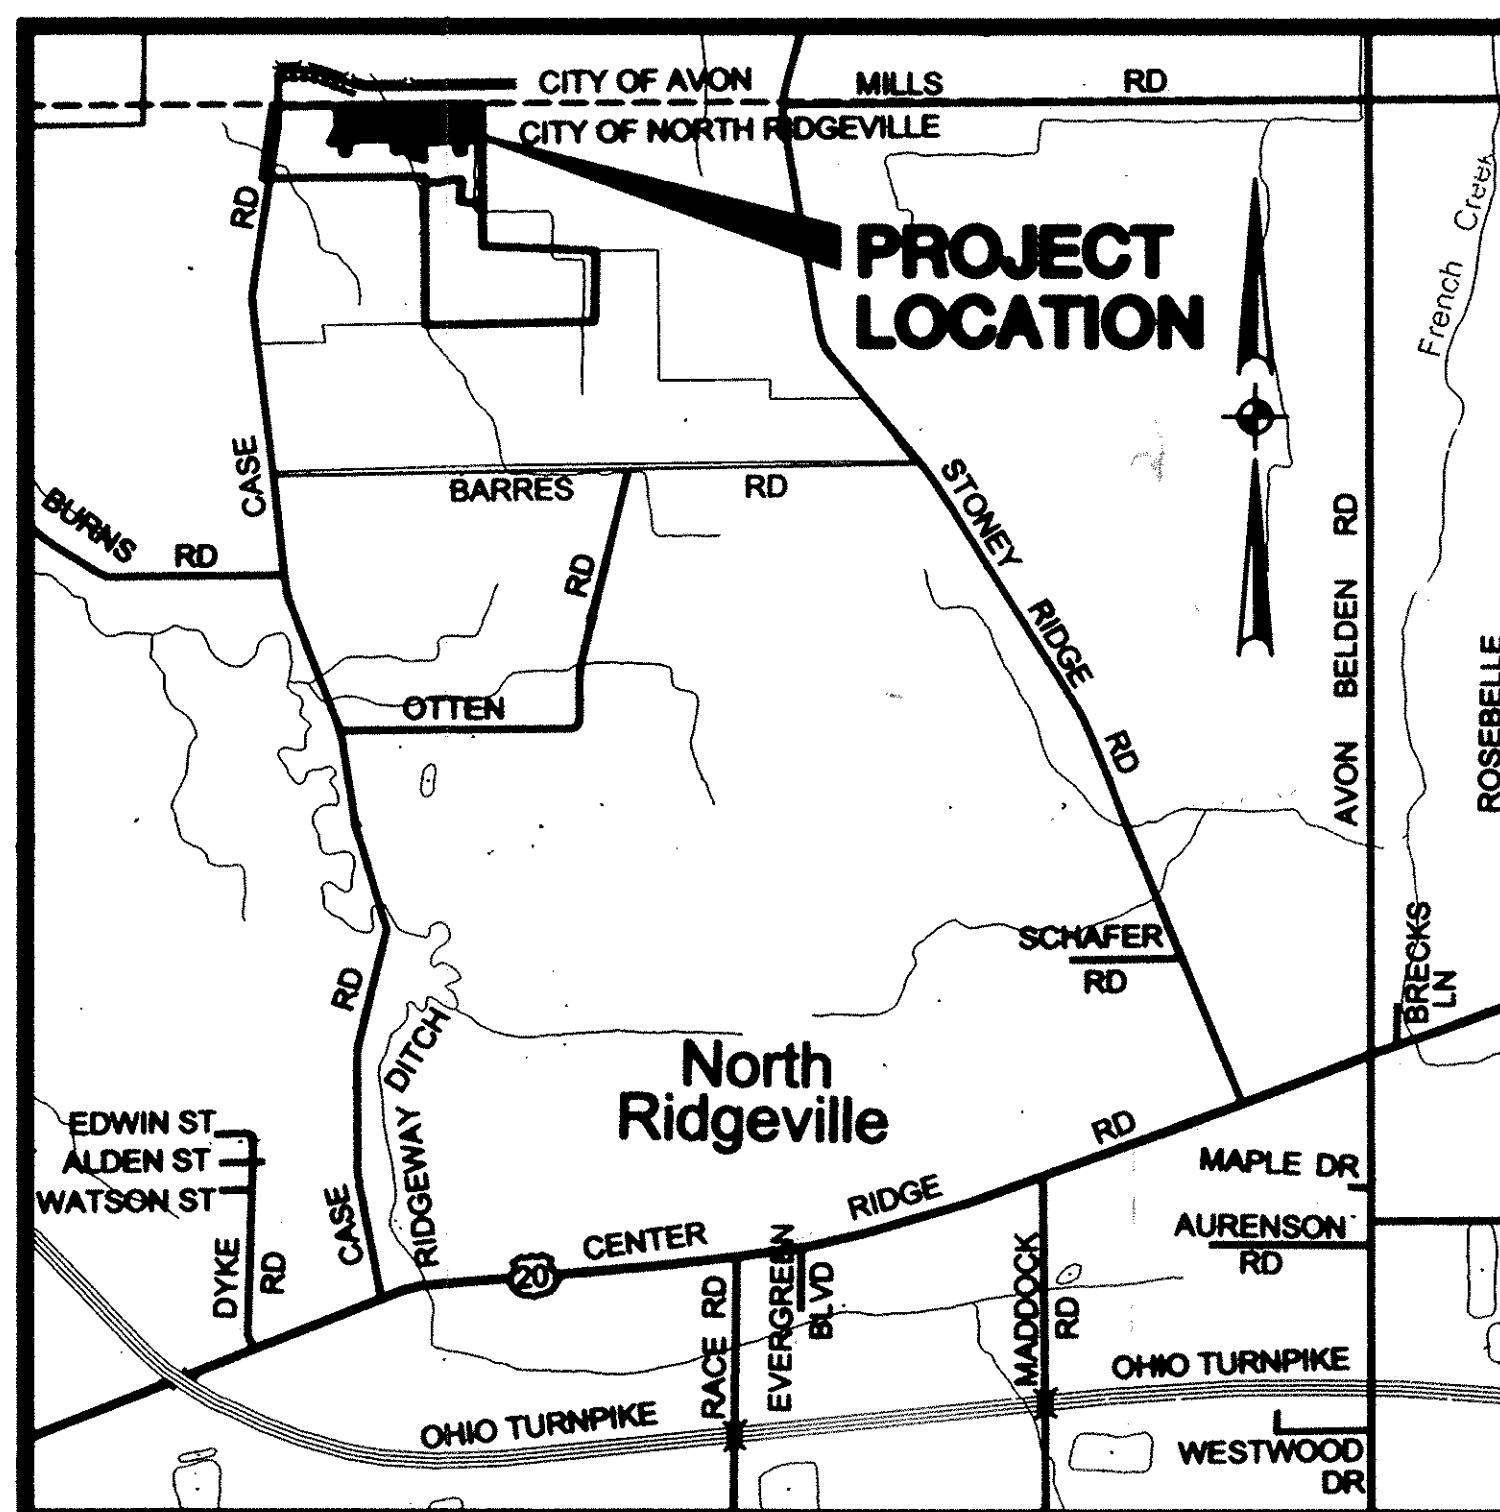 CITY OF AVON
MILLS RD
CITY OF NORTH RIDGEVILLE
RD
PROJECT
LOCATION
French Creek
CASE
BARRES RD
BURNS RD
STONEY RIDGE RD
RD
AVON BELDEN RD
OTTEN
ROSEBELLE
SCHAFER
RD
BRECKS
LN
RD
RIDGEWAY DITCH
North
Ridgeville
EDWIN ST
ALDEN ST
WATSON ST
CASE
DYKE
RD
CENTER RIDGE RD
20
MAPLE DR
AURENSON
RD
RACE RD
EVERGREEN
BLVD
MADDOCK
RD
OHIO TURNPIKE
OHIO TURNPIKE
WESTWOOD
DR